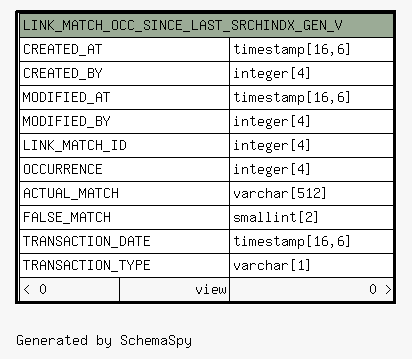 LINK_MATCH_OCC_SINCE_LAST_SRCHINDX_GEN_V
CREATED_AT timestamp[16,6]
CREATED_BY integer[4]
MODIFIED_AT timestamp[16,6]
MODIFIED_BY integer[4]
LINK_MATCH_ID integer[4]
OCCURRENCE integer[4]
ACTUAL_MATCH varchar[512]
FALSE_MATCH smallint[2]
TRANSACTION_DATE timestamp[16,6]
TRANSACTION_TYPE varchar[1]
< 0 view 0 >
Generated by SchemaSpy